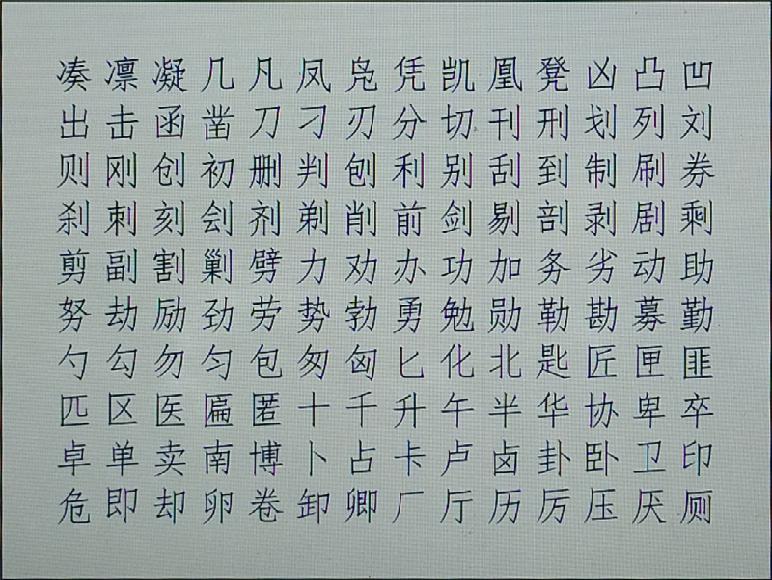 凑凛凝几凡凤凫凭凯凰凳凶凸凹
出击函凿刀刁刃分切刊刑划列刘
则刚创初删判刨利别刮到制刷券
刹刺刻刽剂剃削前剑剔剖剥剧剩
剪副割剿劈力劝办功加务劣动助
努劫励劲劳势勃勇勉勋勒勘募勤
勺勾勿匀包匆匈匕化北匙匠匣匪
匹区医匾匿十千升午半华协卑卒
卓单卖南博卜占卡卢卤卦卧卫印
危即却卵卷卸卿厂厅历厉压厌厕